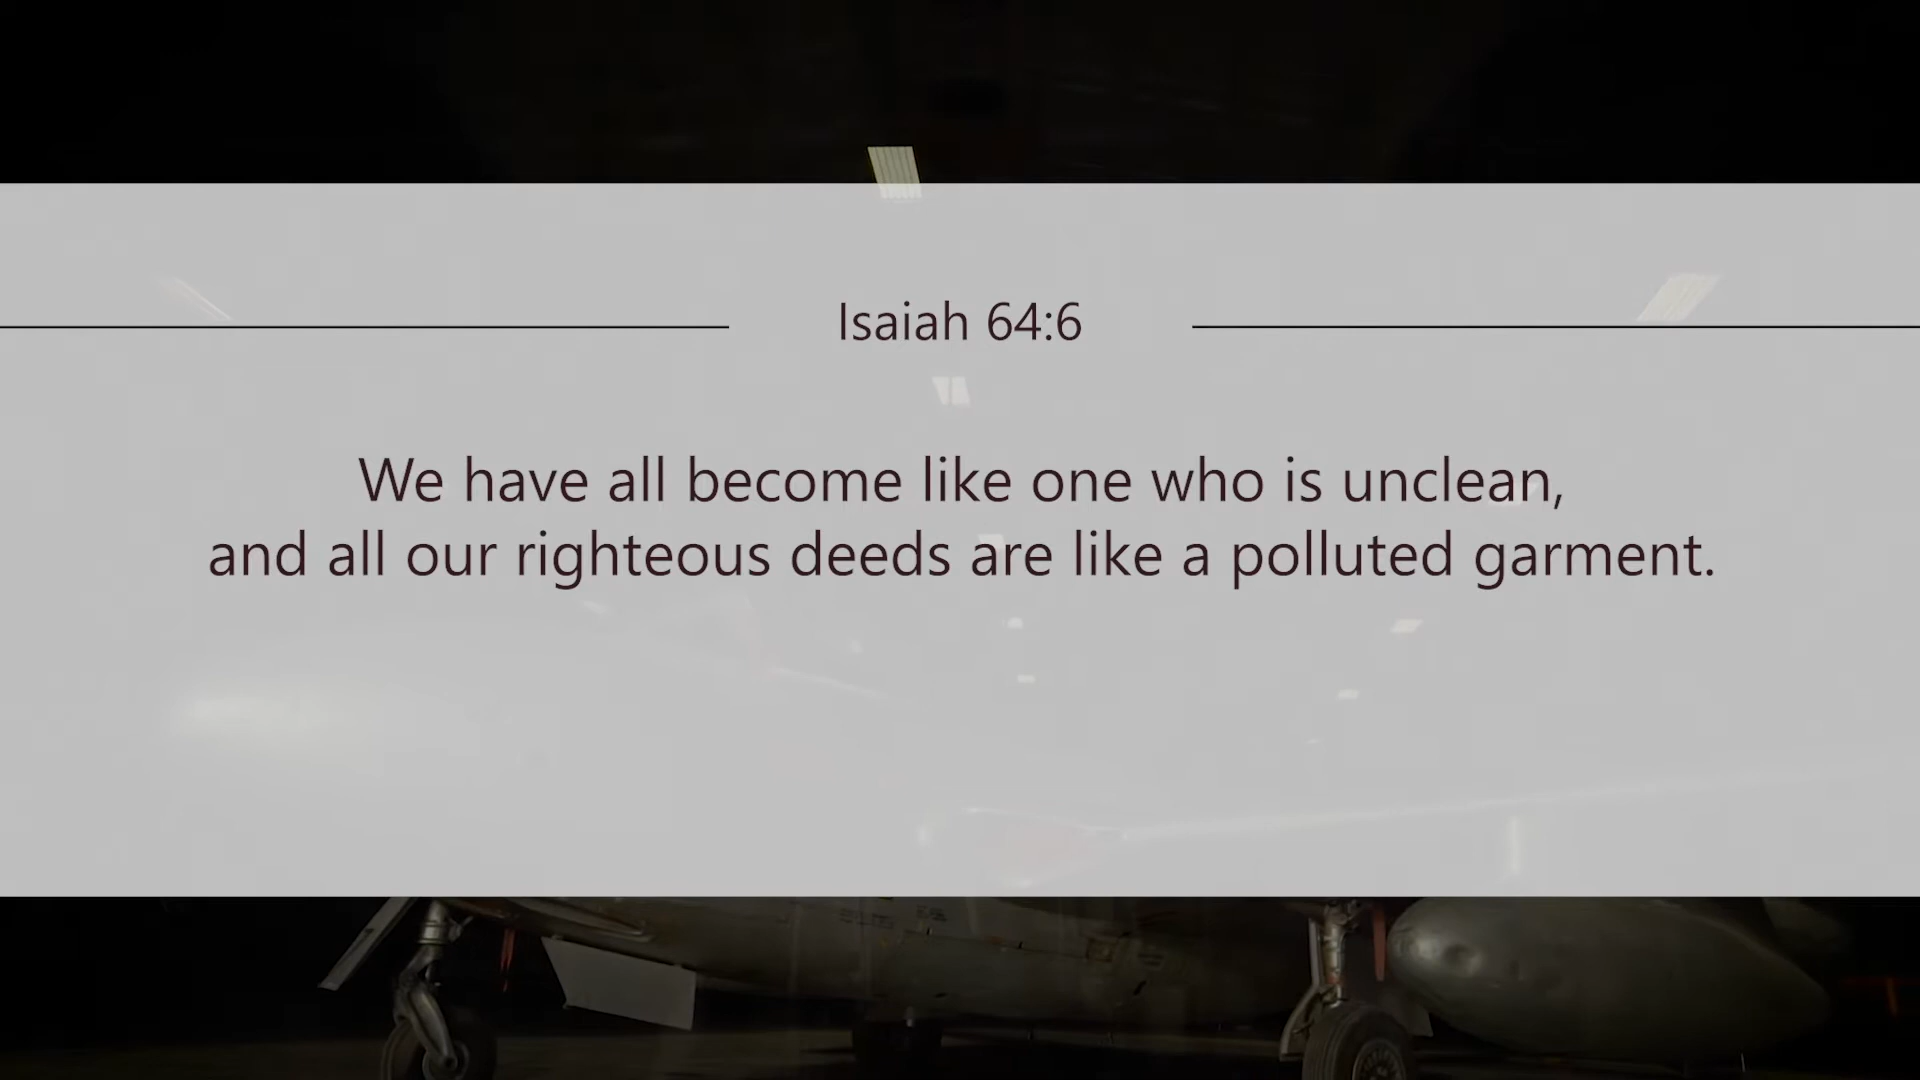 Isaiah 64:6
We have all become like one who is unclean,
and all our righteous deeds are like a polluted garment.